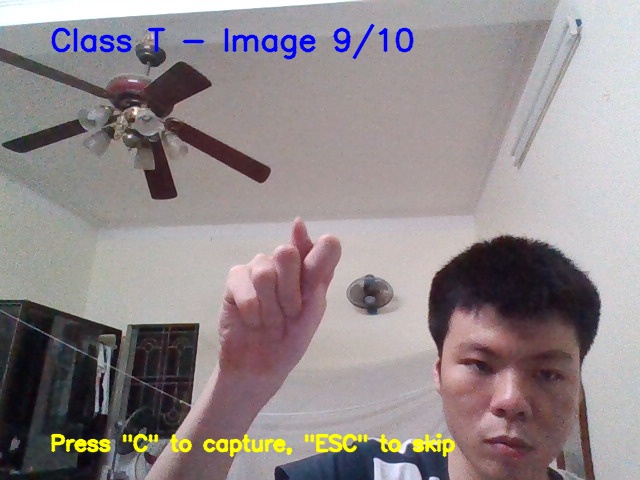 Class T - Image 9/10
Press "C" to capture, "ESC" to skip